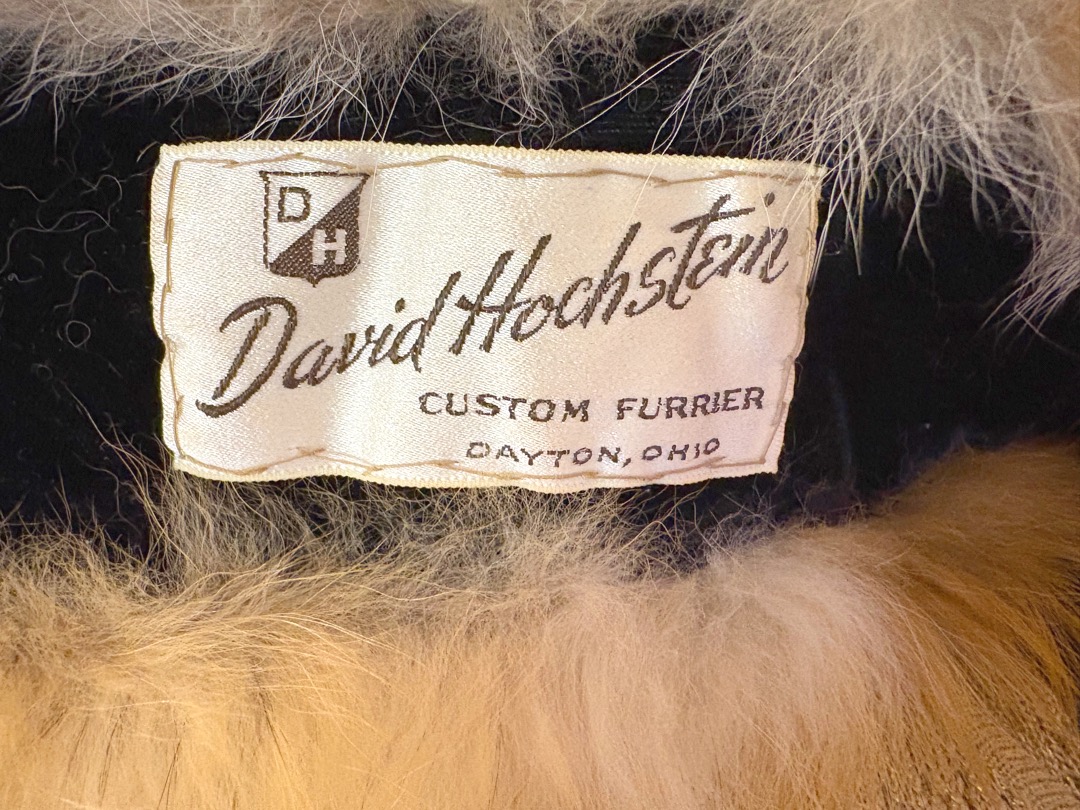 D
H
David Hochstein
CUSTOM FURRIER
DAYTON, OHIO